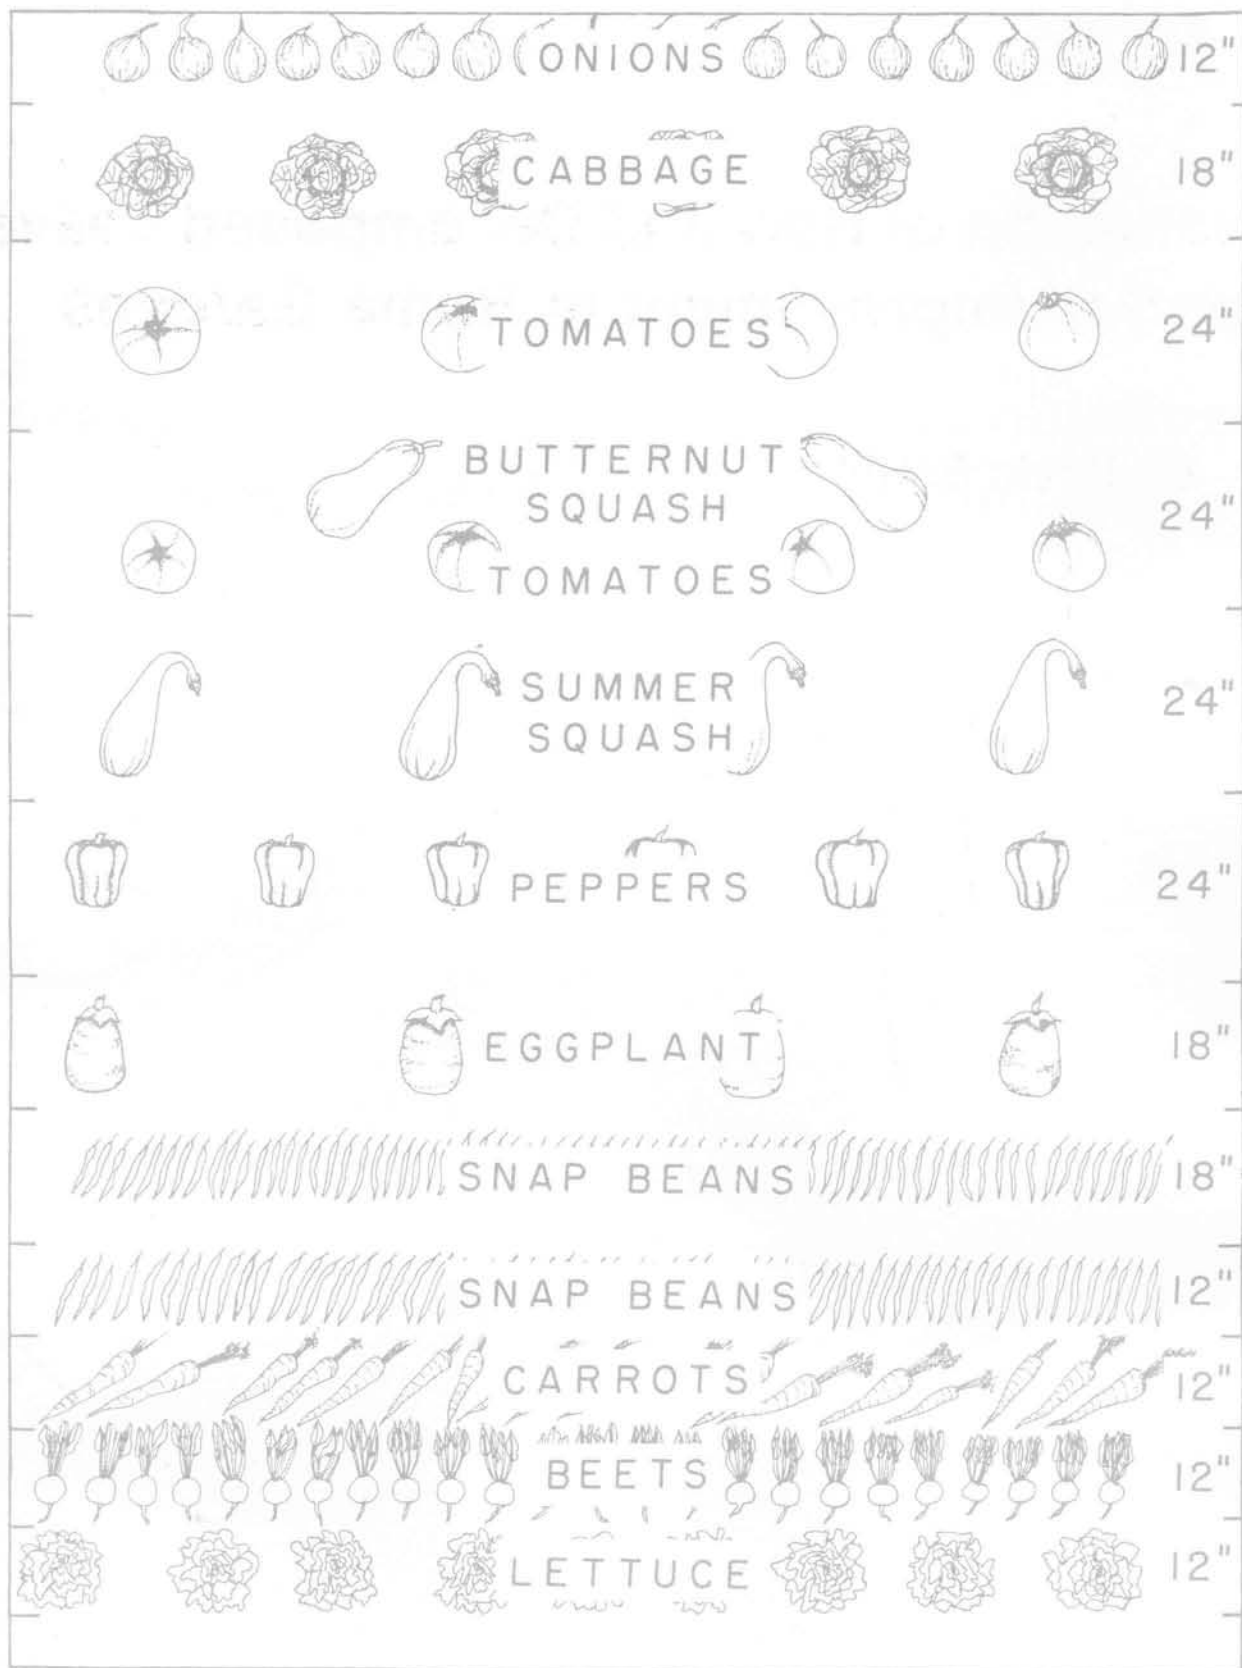 ONIONS 12"
CABBAGE 18"
TOMATOES 24"
BUTTERNUT
SQUASH
24"
TOMATOES
SUMMER
SQUASH
24"
PEPPERS 24"
EGGPLANT 18"
SNAP BEANS 18"
SNAP BEANS 12"
CARROTS 12"
BEETS 12"
LETTUCE 12"